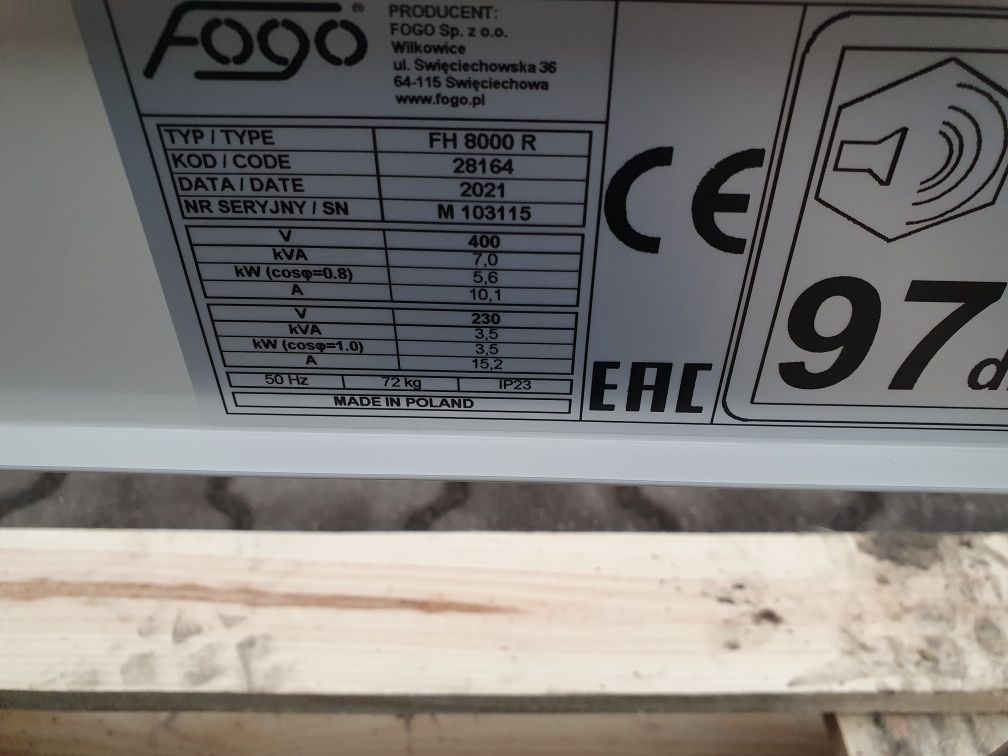 FOGO ®
PRODUCENT:
FOGO Sp. z o.o.
Wilkowice
ul. Święciechowska 36
64-115 Święciechowa
www.fogo.pl
TYP / TYPE FH 8000 R
KOD / CODE 28164
DATA / DATE 2021
NR SERYJNY / SN M 103115
V 400
kVA 7,0
kW (cosφ=0.8) 5,6
A 10,1
V 230
kVA 3,5
kW (cosφ=1.0) 3,5
A 15,2
50 Hz 72 kg IP23
MADE IN POLAND
CE
EAC
97